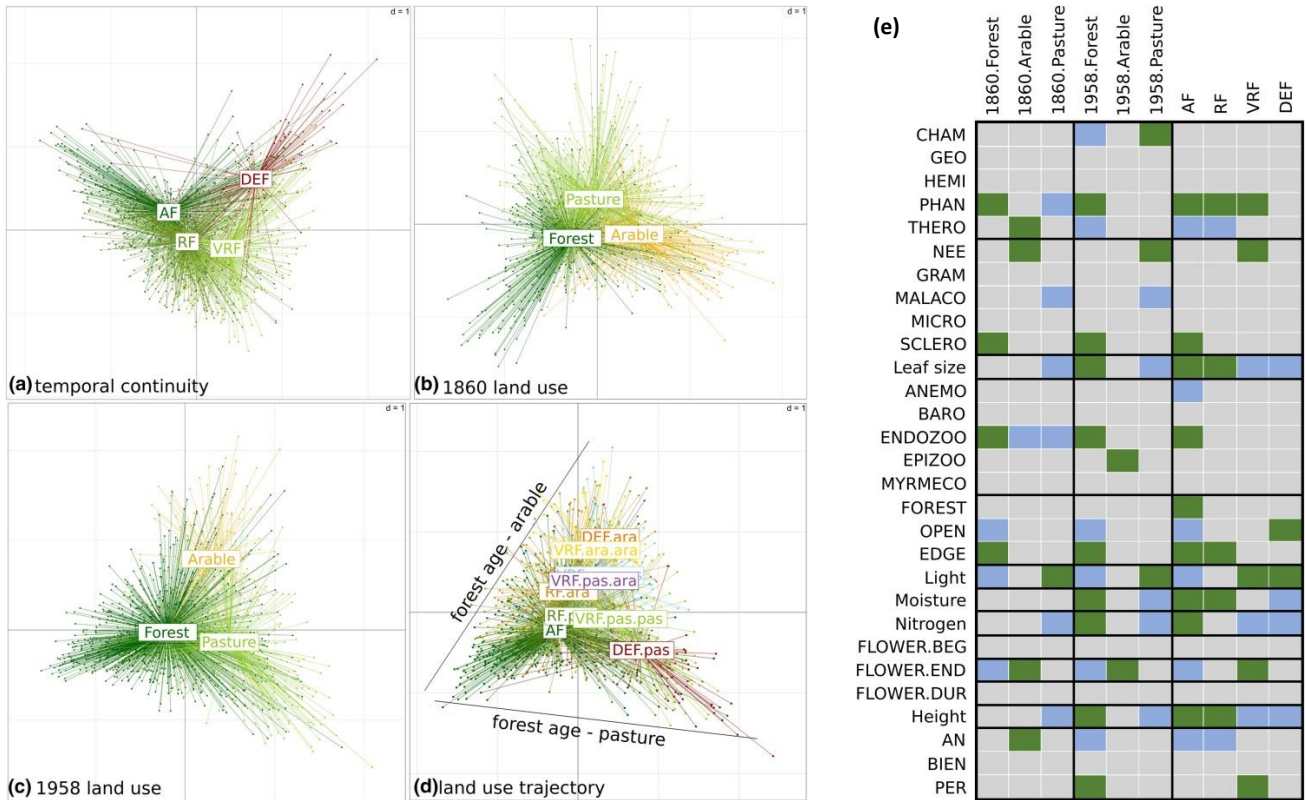 d = 1
DEF
AF
RF
VRF
(a) temporal continuity
d = 1
Pasture
Forest
Arable
(b) 1860 land use
d = 1
Arable
Forest
Pasture
(c) 1958 land use
d = 1
forest age - arable
DEF.ara
VRF.ara.ara
VRF.pas.ara
RF.ara
VRF.pas.pas
AF
DEF.pas
forest age - pasture
(d) land use trajectory
(e)
1860.Forest
1860.Arable
1860.Pasture
1958.Forest
1958.Arable
1958.Pasture
AF
RF
VRF
DEF
CHAM
GEO
HEMI
PHAN
THERO
NEE
GRAM
MALACO
MICRO
SCLERO
Leaf size
ANEMO
BARO
ENDOZOO
EPIZOO
MYRMECO
FOREST
OPEN
EDGE
Light
Moisture
Nitrogen
FLOWER.BEG
FLOWER.END
FLOWER.DUR
Height
AN
BIEN
PER